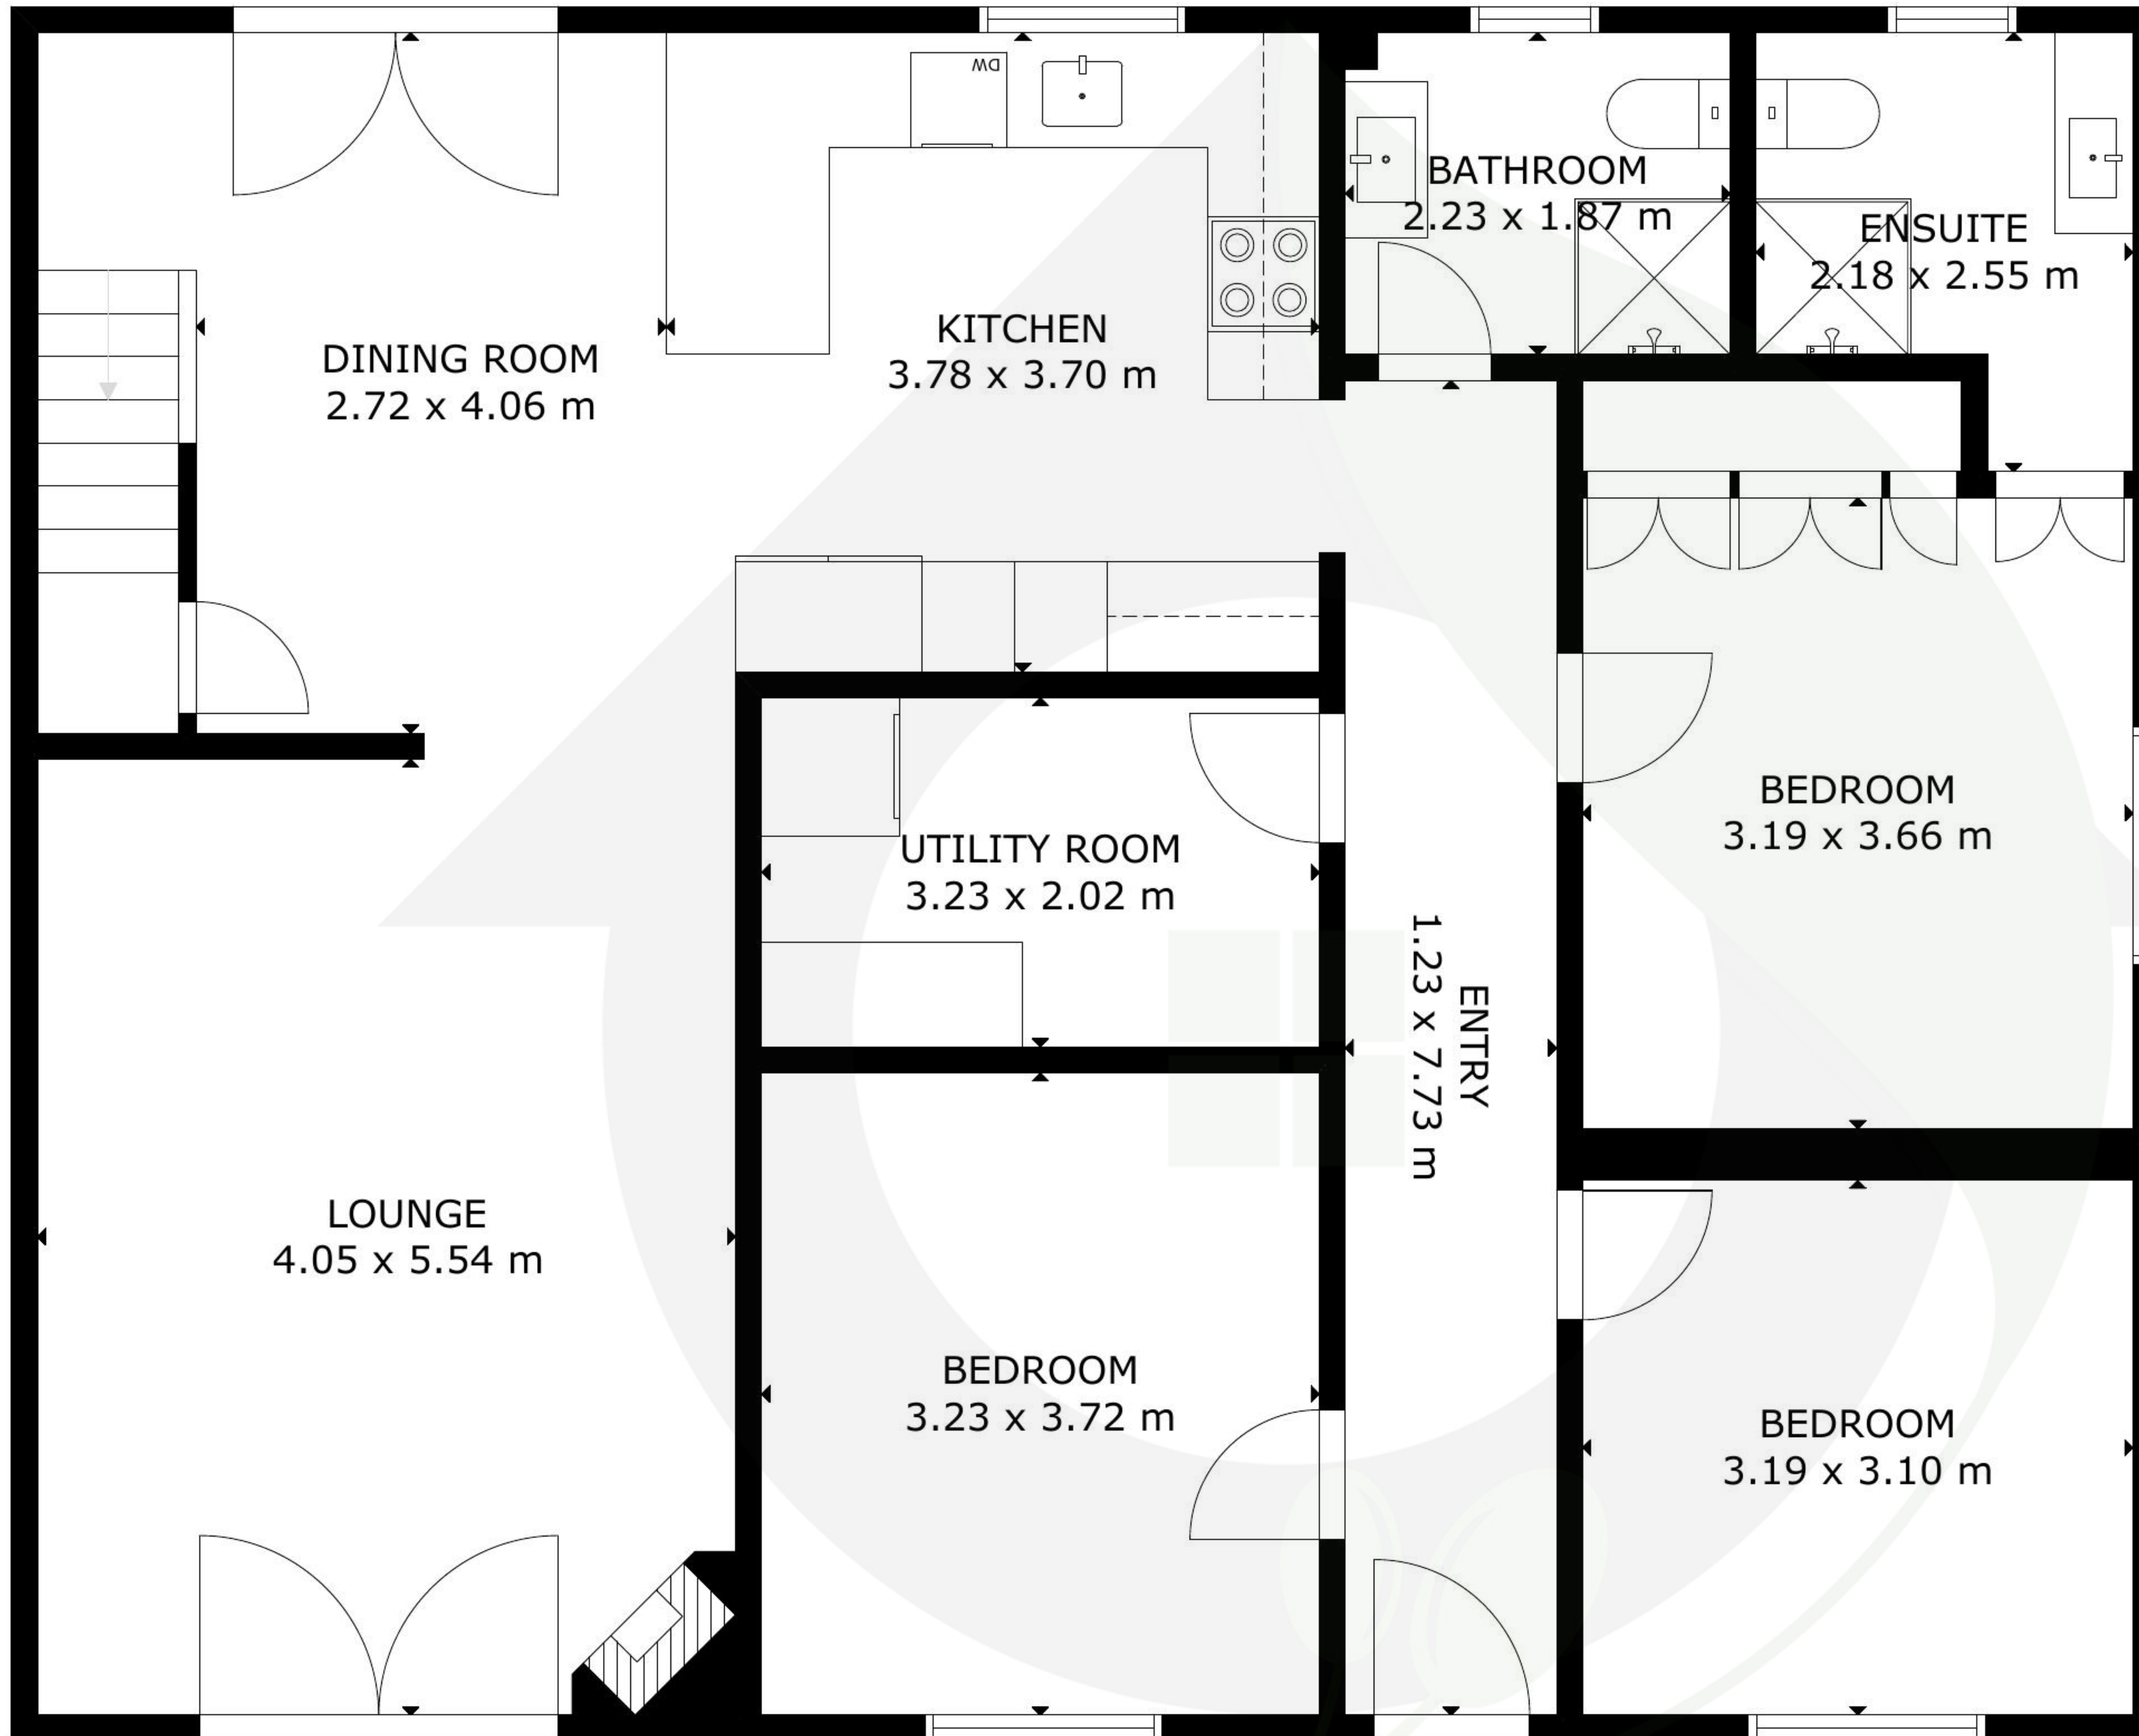 DW
BATHROOM
2.23 x 1.87 m
ENSUITE
2.18 x 2.55 m
KITCHEN
3.78 x 3.70 m
DINING ROOM
2.72 x 4.06 m
BEDROOM
3.19 x 3.66 m
UTILITY ROOM
3.23 x 2.02 m
ENTRY
1.23 x 7.73 m
LOUNGE
4.05 x 5.54 m
BEDROOM
3.23 x 3.72 m
BEDROOM
3.19 x 3.10 m